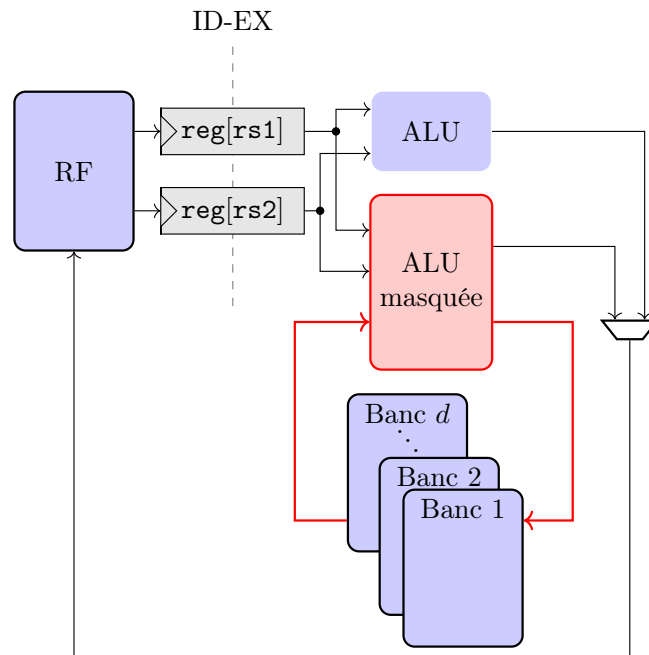 ID-EX
RF
reg[rs1]
reg[rs2]
ALU
ALU
masquée
Banc d
Banc 2
Banc 1